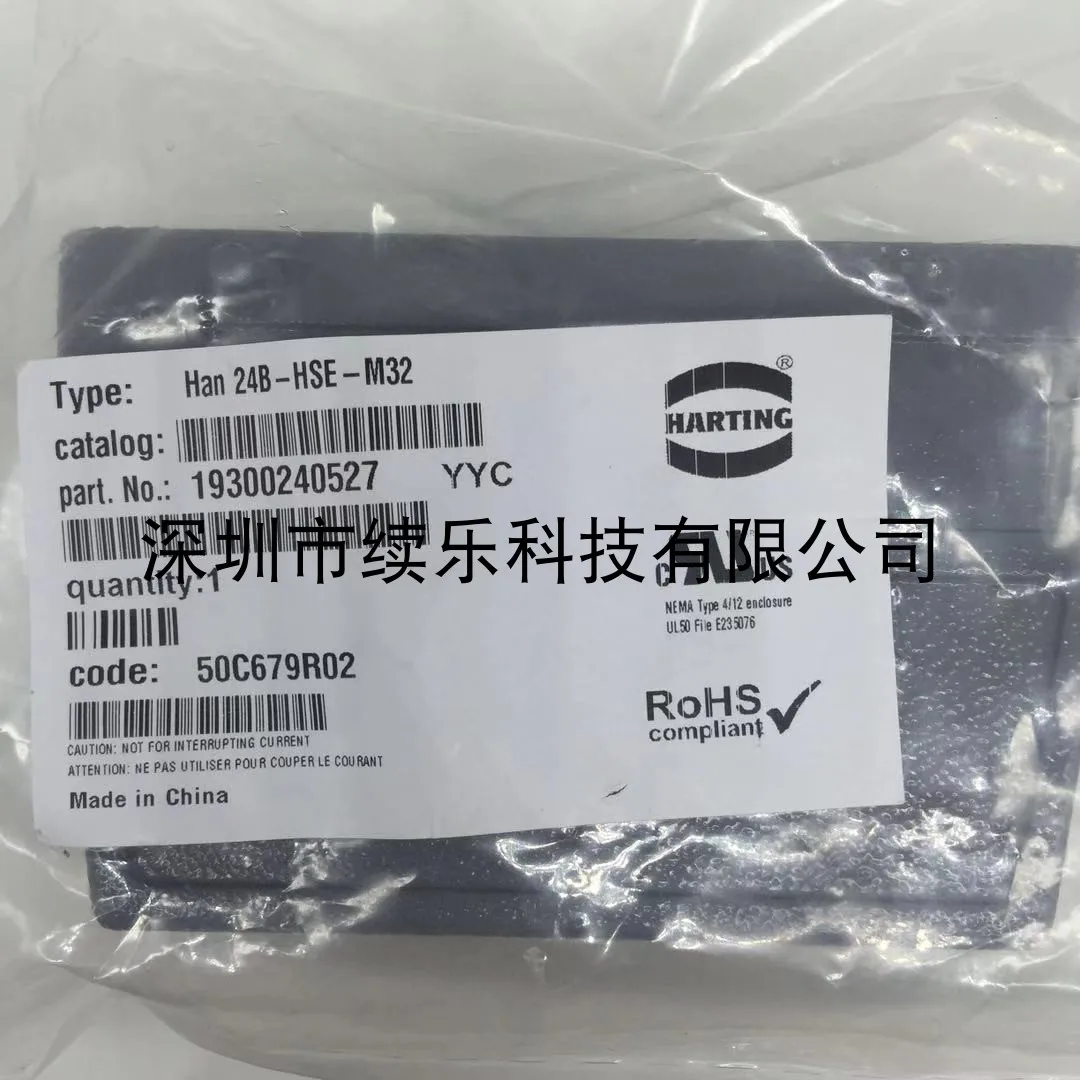 Type: Han 24B-HSE-M32
HARTING®
catalog:
part. No.: 19300240527 YYC
深圳市续乐科技有限公司
quantity:1
NEMA Type 4/12 enclosure
UL50 File E235076
code: 50C679R02
RoHS
compliant
CAUTION: NOT FOR INTERRUPTING CURRENT
ATTENTION: NE PAS UTILISER POUR COUPER LE COURANT
Made in China